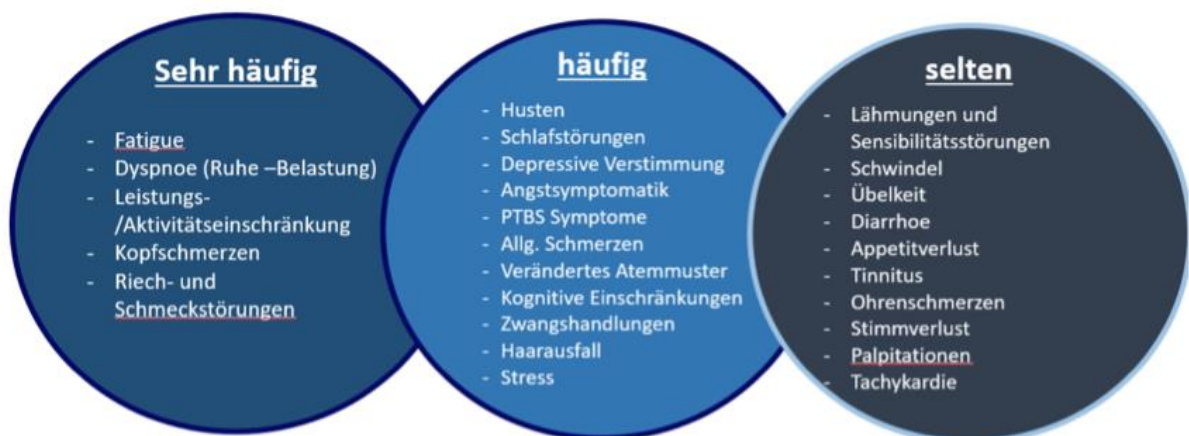 Sehr häufig
- Fatigue
- Dyspnoe (Ruhe –Belastung)
- Leistungs-
/Aktivitätseinschränkung
- Kopfschmerzen
- Riech- und
Schmeckstörungen
häufig
- Husten
- Schlafstörungen
- Depressive Verstimmung
- Angstsymptomatik
- PTBS Symptome
- Allg. Schmerzen
- Verändertes Atemmuster
- Kognitive Einschränkungen
- Zwangshandlungen
- Haarausfall
- Stress
selten
- Lähmungen und
Sensibilitätsstörungen
- Schwindel
- Übelkeit
- Diarrhoe
- Appetitverlust
- Tinnitus
- Ohrenschmerzen
- Stimmverlust
- Palpitationen
- Tachykardie